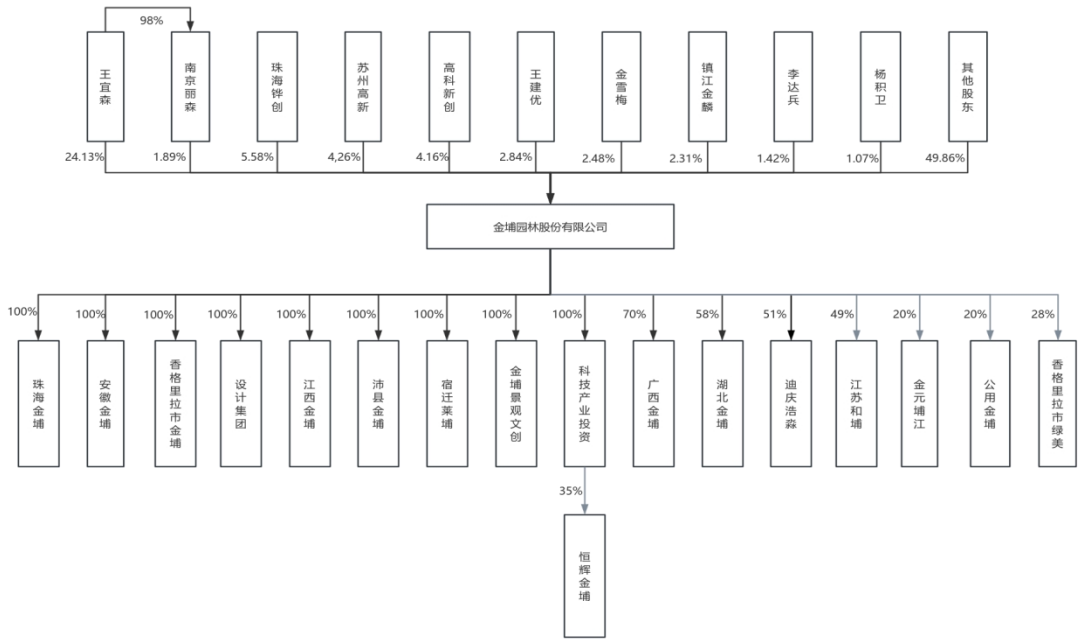 98%
王宜森
南京丽森
珠海铧创
苏州高新
高科新创
王建优
金雪梅
镇江金麟
李达兵
杨积卫
其他股东
24.13%
1.89%
5.58%
4,26%
4.16%
2.84%
2.48%
2.31%
1.42%
1.07%
49.86%
金埔园林股份有限公司
100%
100%
100%
100%
100%
100%
100%
100%
100%
70%
58%
51%
49%
20%
20%
28%
珠海金埔
安徽金埔
香格里拉市金埔
设计集团
江西金埔
沛县金埔
宿迁莱埔
金埔景观文创
科技产业投资
广西金埔
湖北金埔
迪庆浩淼
江苏和埔
金元埔江
公用金埔
香格里拉市绿美
35%
恒辉金埔